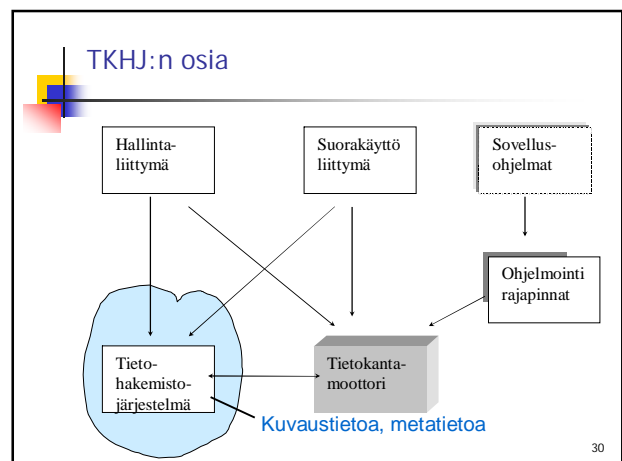 TKHJ:n osia
Hallinta-
liittymä
Suorakäyttö
liittymä
Sovellus-
ohjelmat
Ohjelmointi
rajapinnat
Tieto-
hakemisto-
järjestelmä
Tietokanta-
moottori
Kuvaustietoa, metatietoa
30